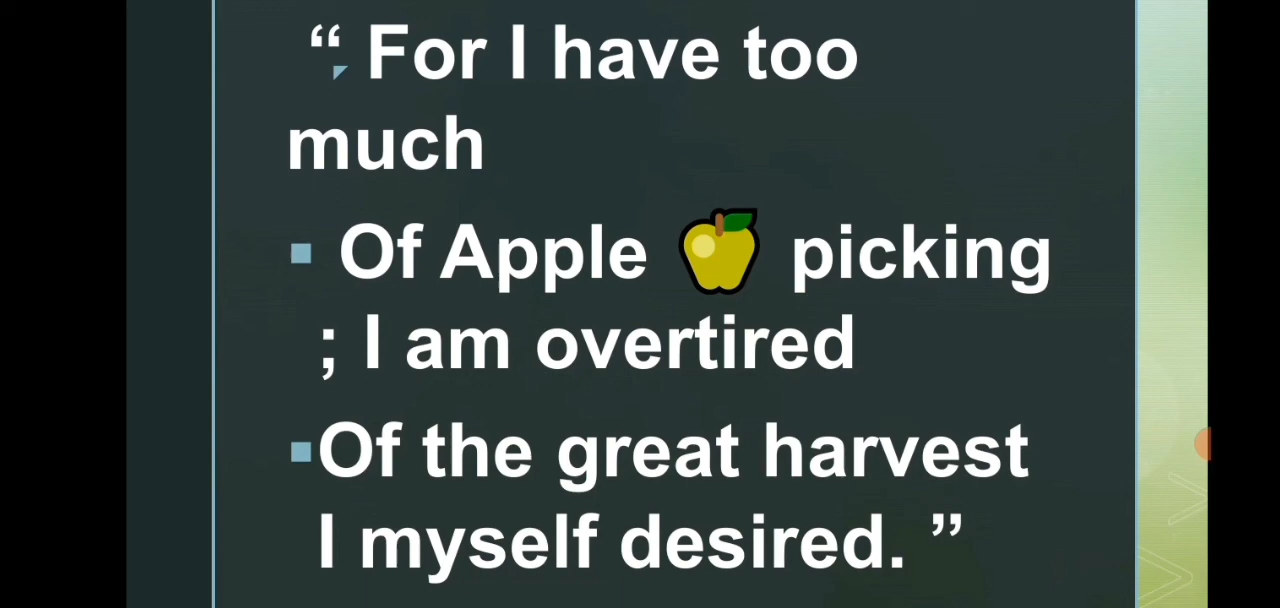 “ For I have too
much
Of Apple 🍏 picking
; I am overtired
Of the great harvest
I myself desired. ”